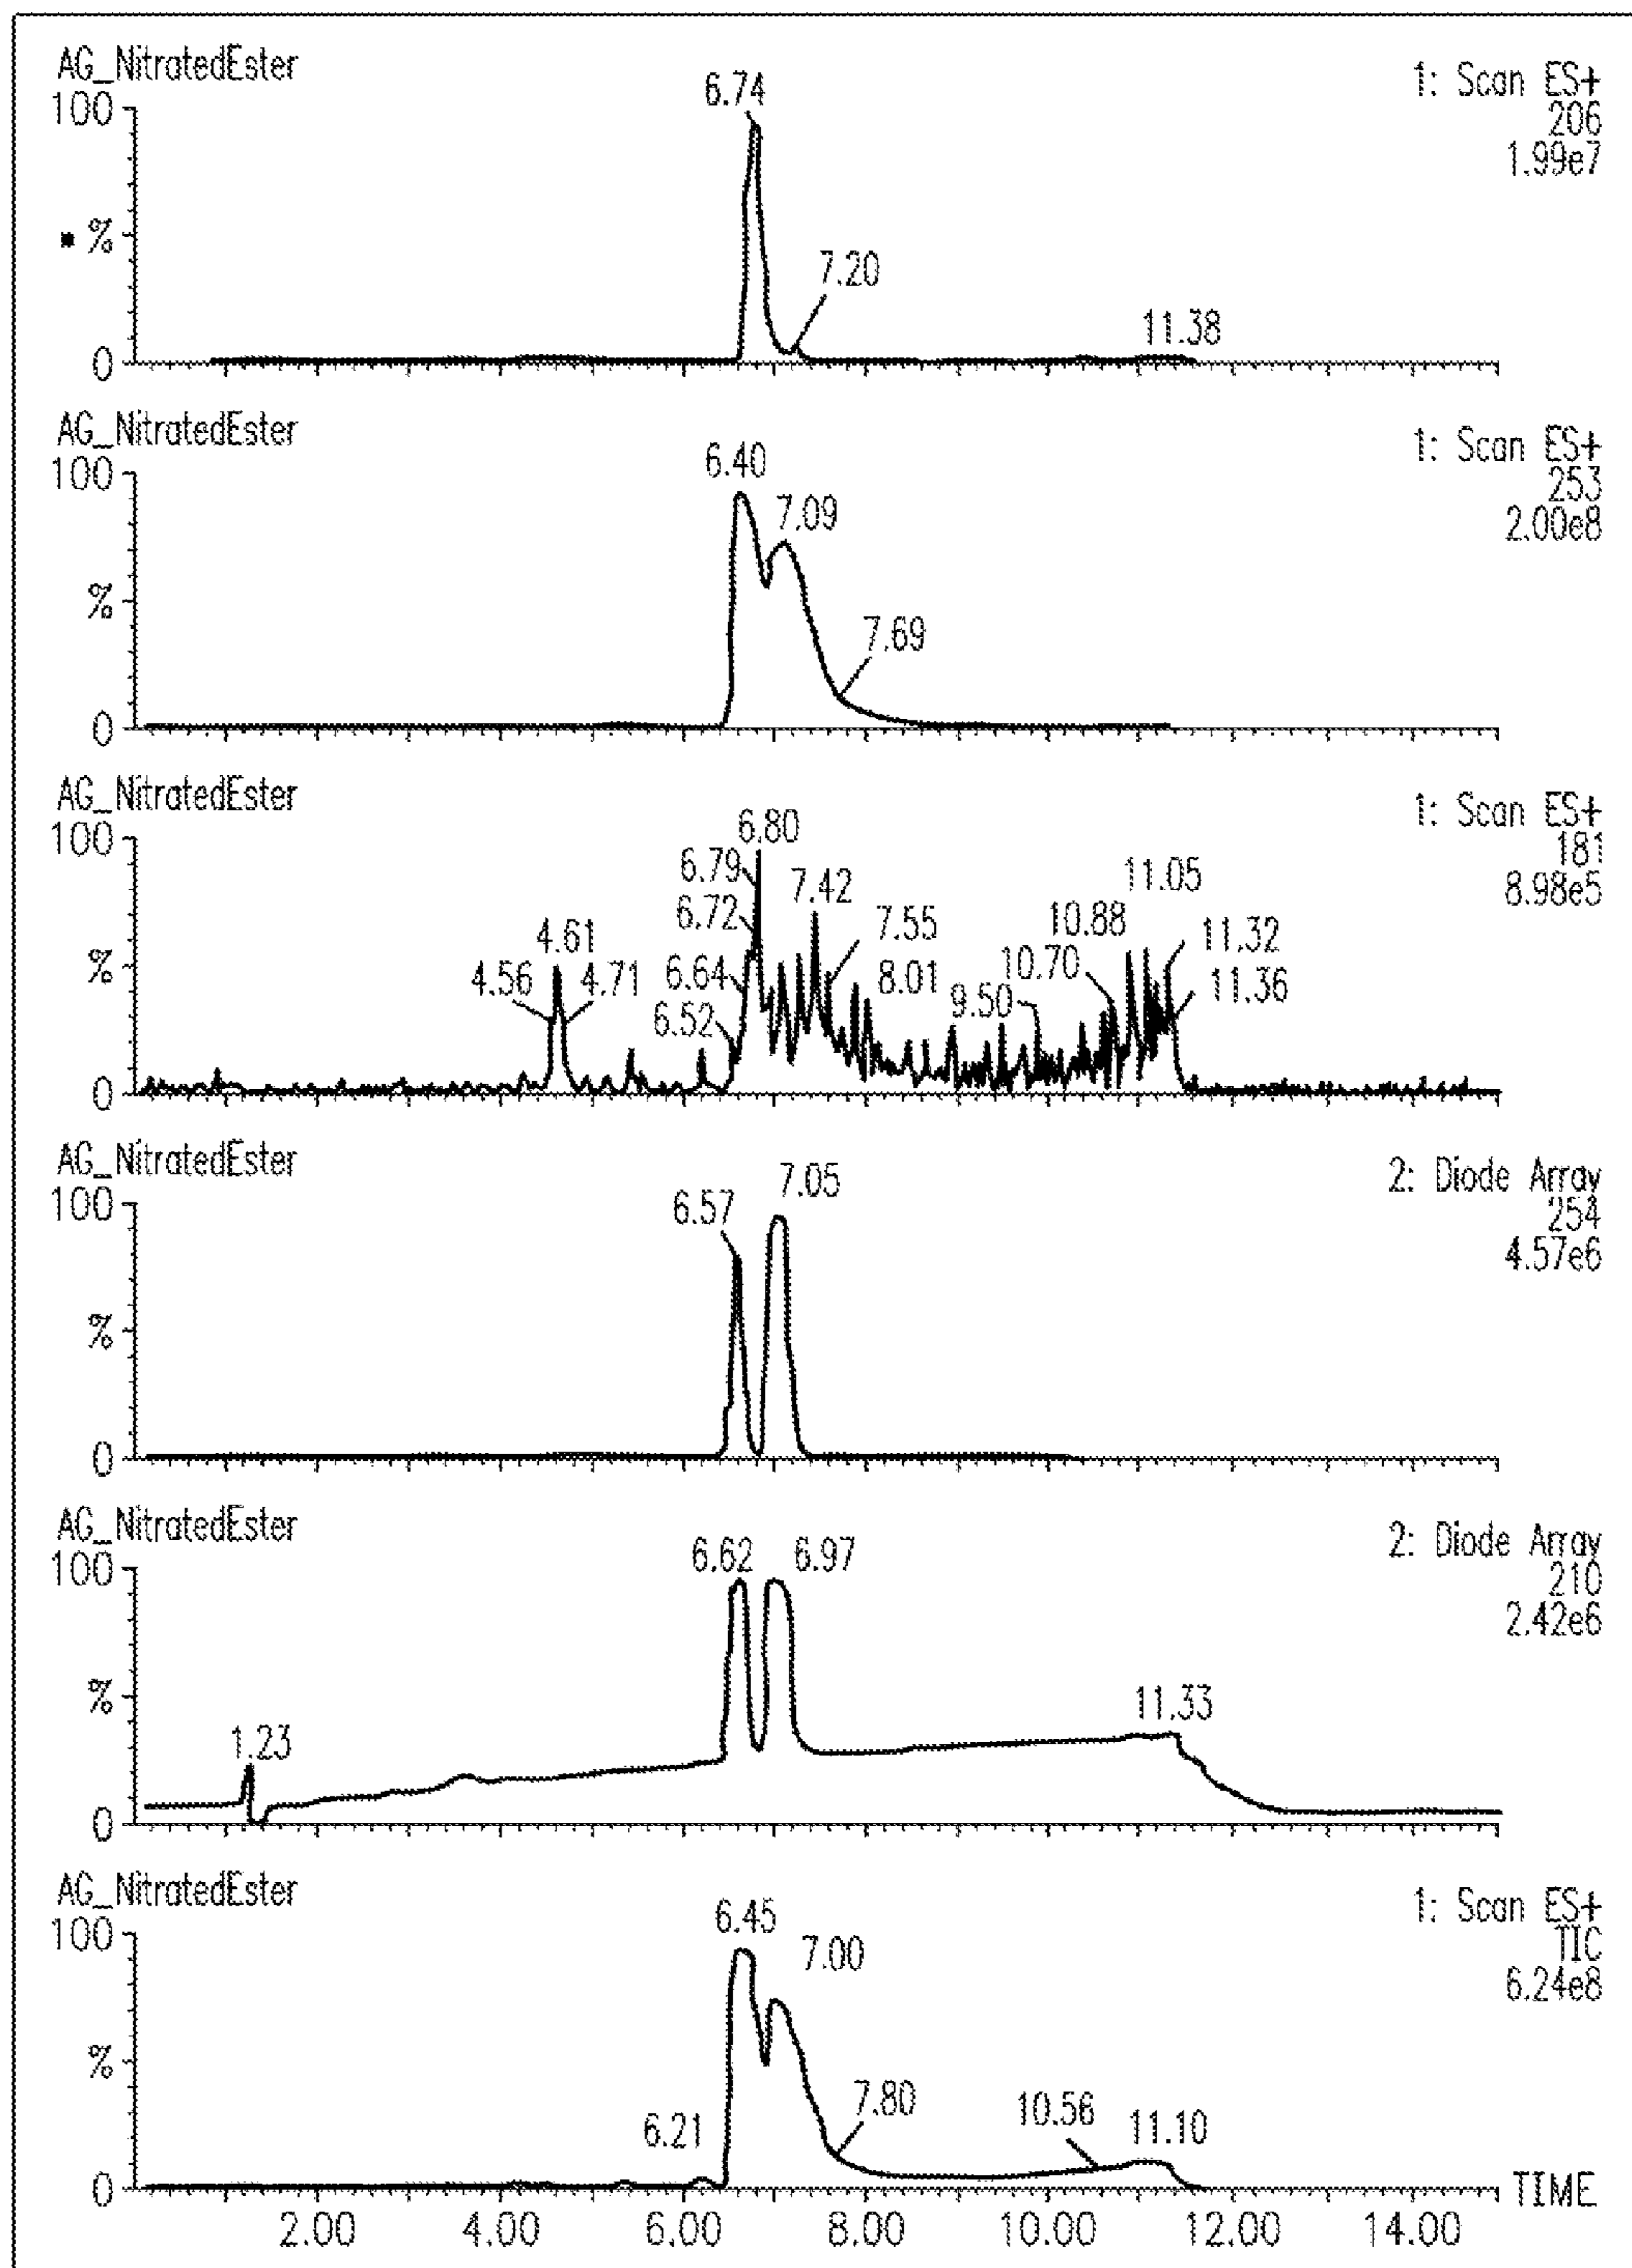 AG_NitratedEster
1: Scan ES+
206
1.99e7
100
%
0
6.74
7.20
11.38
AG_NitratedEster
1: Scan ES+
253
2.00e8
100
%
0
6.40
7.09
7.69
AG_NitratedEster
1: Scan ES+
181
8.98e5
100
%
0
4.56
4.61
4.71
6.52
6.64
6.72
6.79
6.80
7.42
7.55
8.01
9.50
10.70
10.88
11.05
11.32
11.36
AG_NitratedEster
2: Diode Array
254
4.57e6
100
%
0
6.57
7.05
AG_NitratedEster
2: Diode Array
210
2.42e6
100
%
0
1.23
6.62
6.97
11.33
AG_NitratedEster
1: Scan ES+
TIC
6.24e8
100
%
0
6.21
6.45
7.00
7.80
10.56
11.10
TIME
2.00 4.00 6.00 8.00 10.00 12.00 14.00